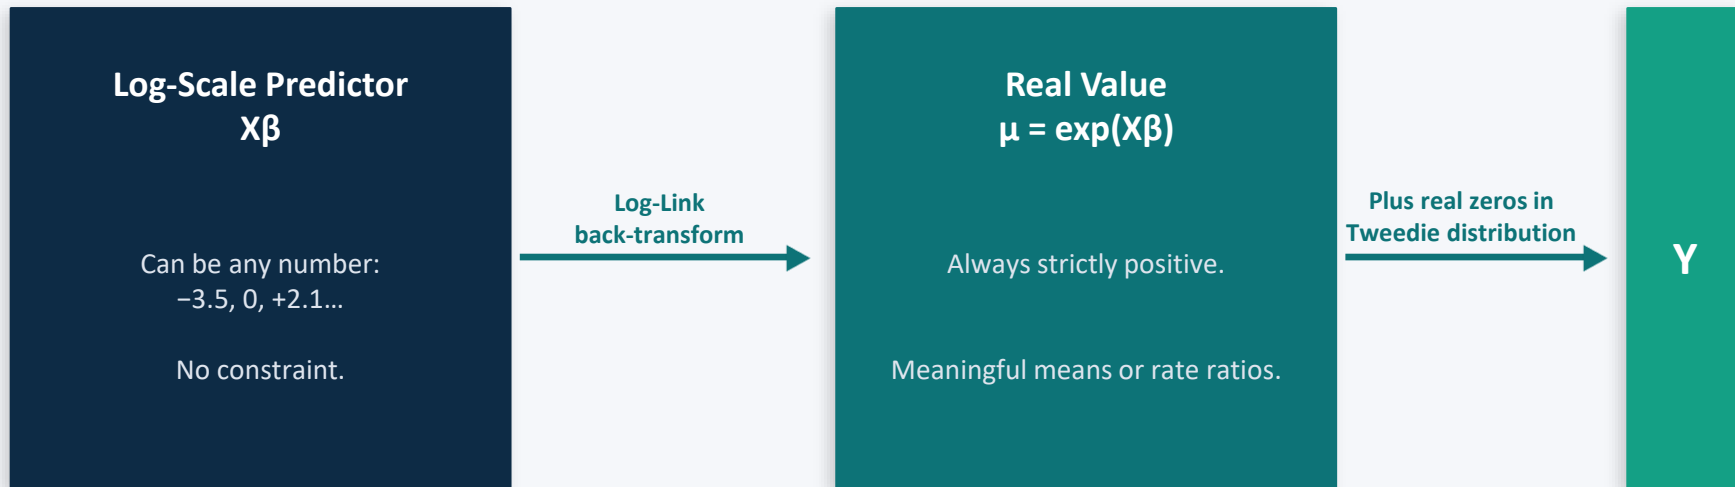 Log-Scale Predictor
Xβ
Can be any number:
−3.5, 0, +2.1...
No constraint.
Log-Link
back-transform
Real Value
μ = exp(Xβ)
Always strictly positive.
Meaningful means or rate ratios.
Plus real zeros in
Tweedie distribution
Y